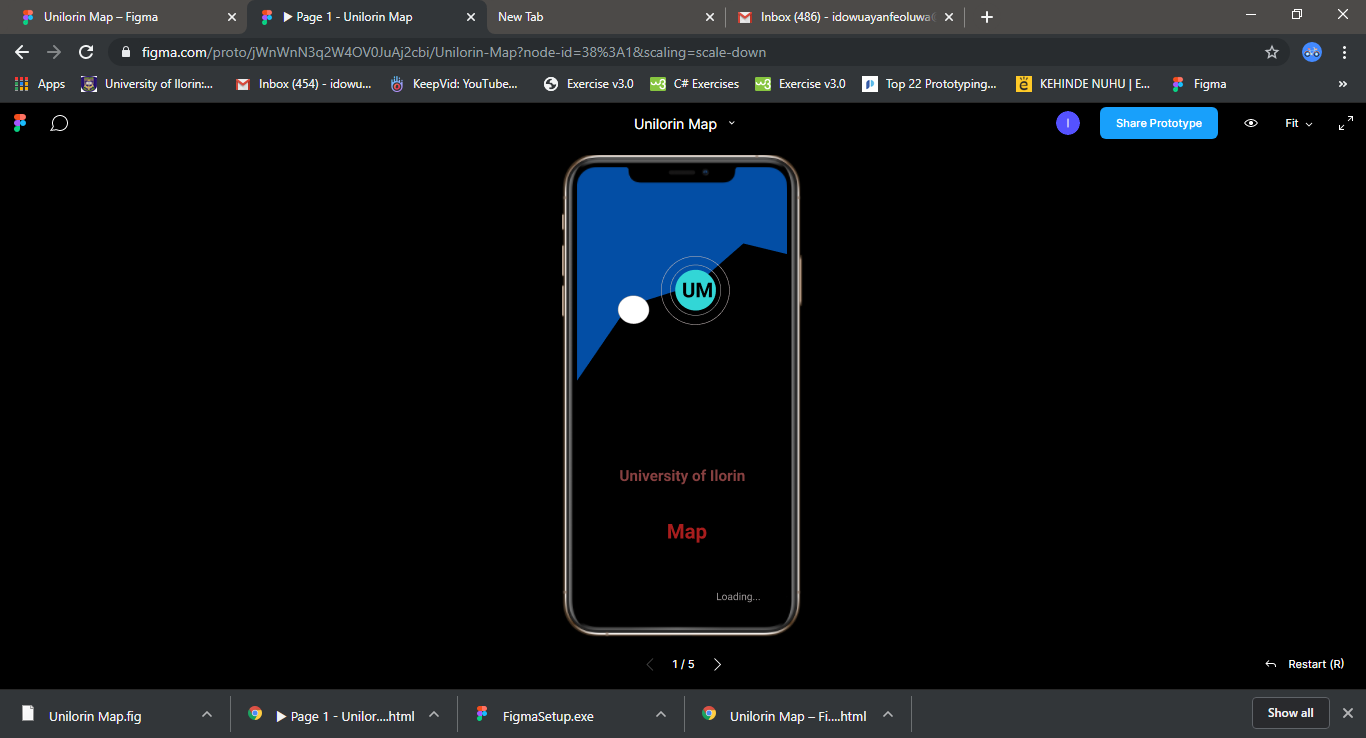 Unilorin Map – Figma
▶ Page 1 - Unilorin Map
New Tab
Inbox (486) - idowuayanfeoluwa
figma.com/proto/jWnWnN3q2W4OV0JuAj2cbi/Unilorin-Map?node-id=38%3A1&scaling=scale-down
Apps
University of Ilorin:...
Inbox (454) - idowu...
KeepVid: YouTube...
Exercise v3.0
C# Exercises
Exercise v3.0
Top 22 Prototyping...
KEHINDE NUHU | E...
Figma
»
Unilorin Map
I
Share Prototype
Fit
UM
University of Ilorin
Map
Loading...
1 / 5
Restart (R)
Unilorin Map.fig
▶ Page 1 - Unilor....html
FigmaSetup.exe
Unilorin Map – Fi....html
Show all